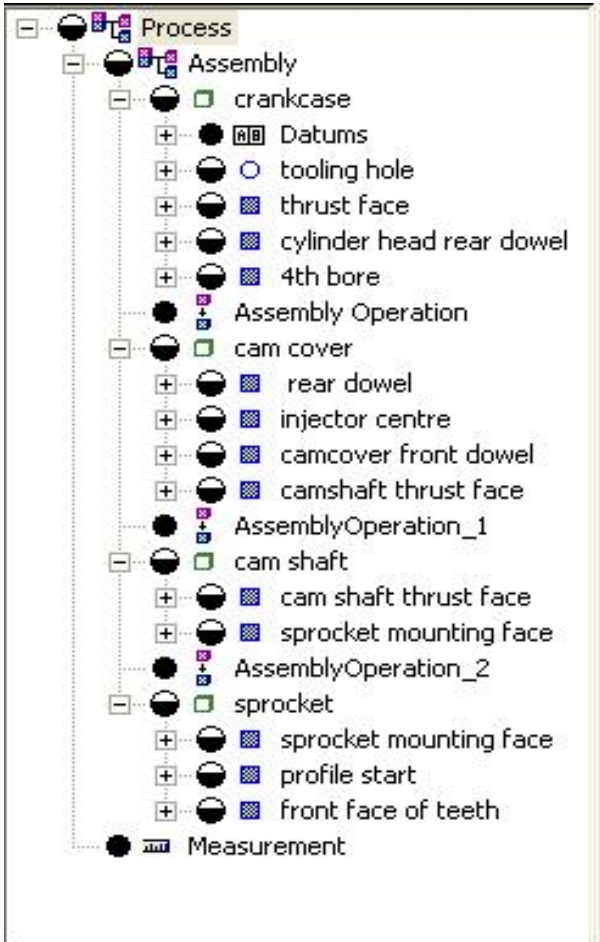 Process
Assembly
crankcase
A B Datums
tooling hole
thrust face
cylinder head rear dowel
4th bore
Assembly Operation
cam cover
rear dowel
injector centre
camcover front dowel
camshaft thrust face
AssemblyOperation_1
cam shaft
cam shaft thrust face
sprocket mounting face
AssemblyOperation_2
sprocket
sprocket mounting face
profile start
front face of teeth
Measurement